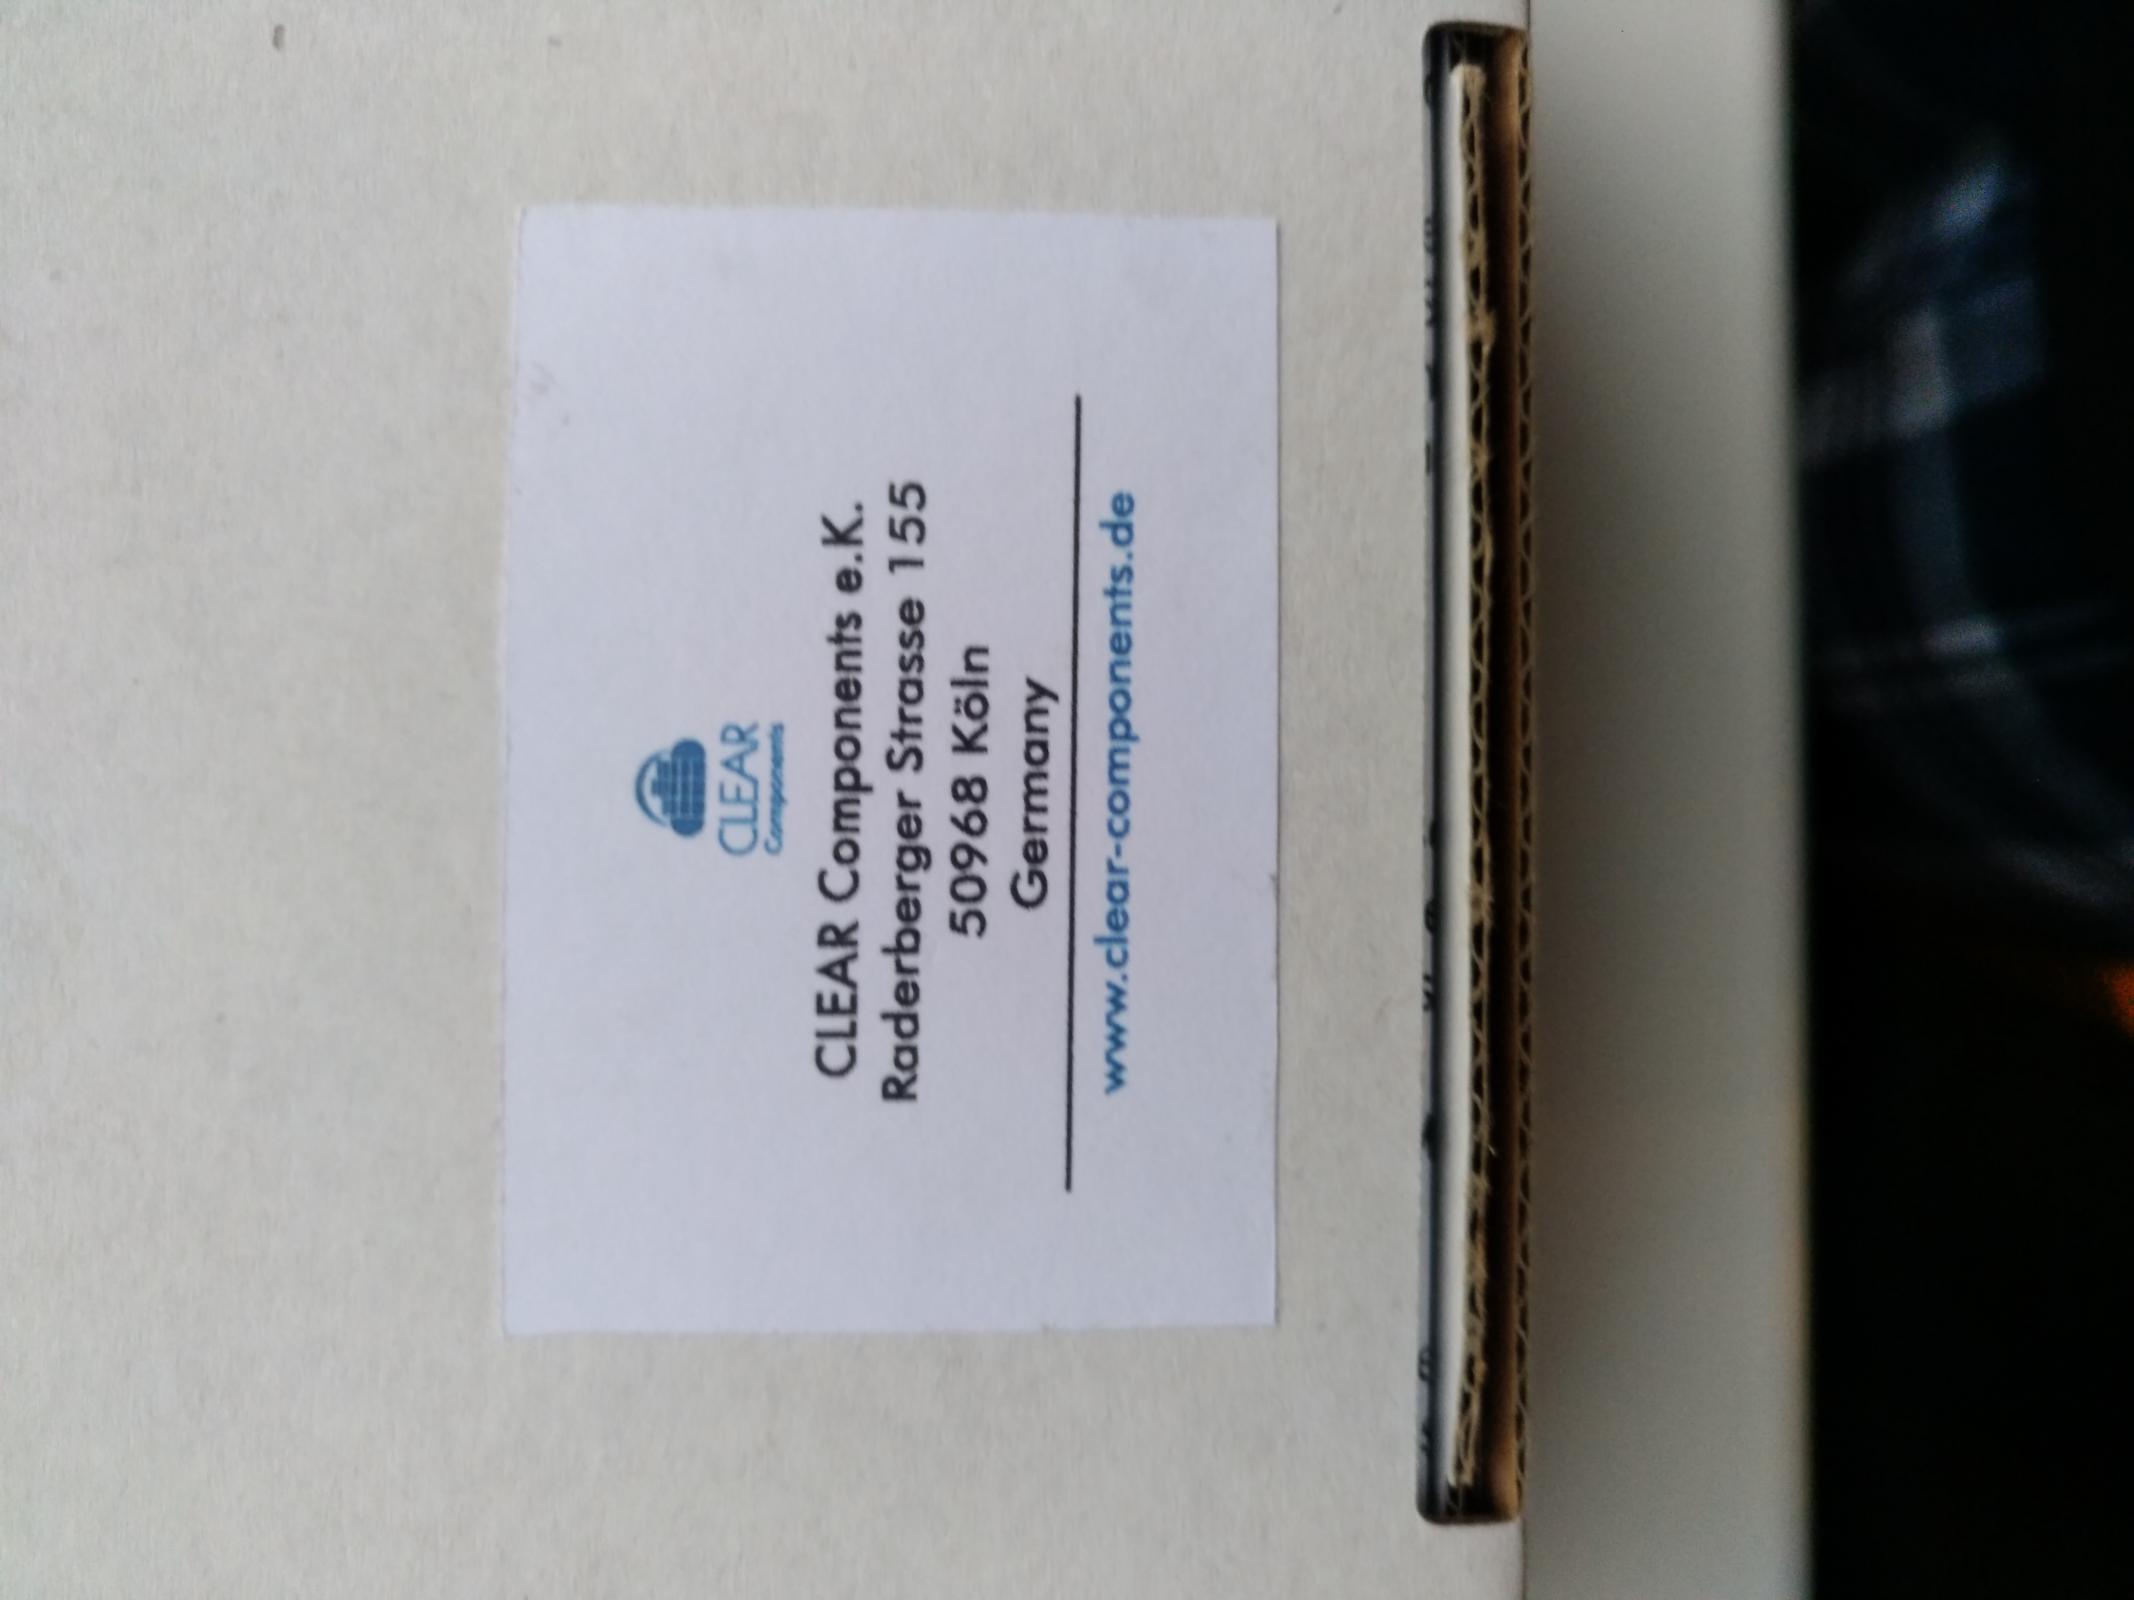 CLEAR
Components
CLEAR Components e.K.
Raderberger Strasse 155
50968 Köln
Germany
www.clear-components.de